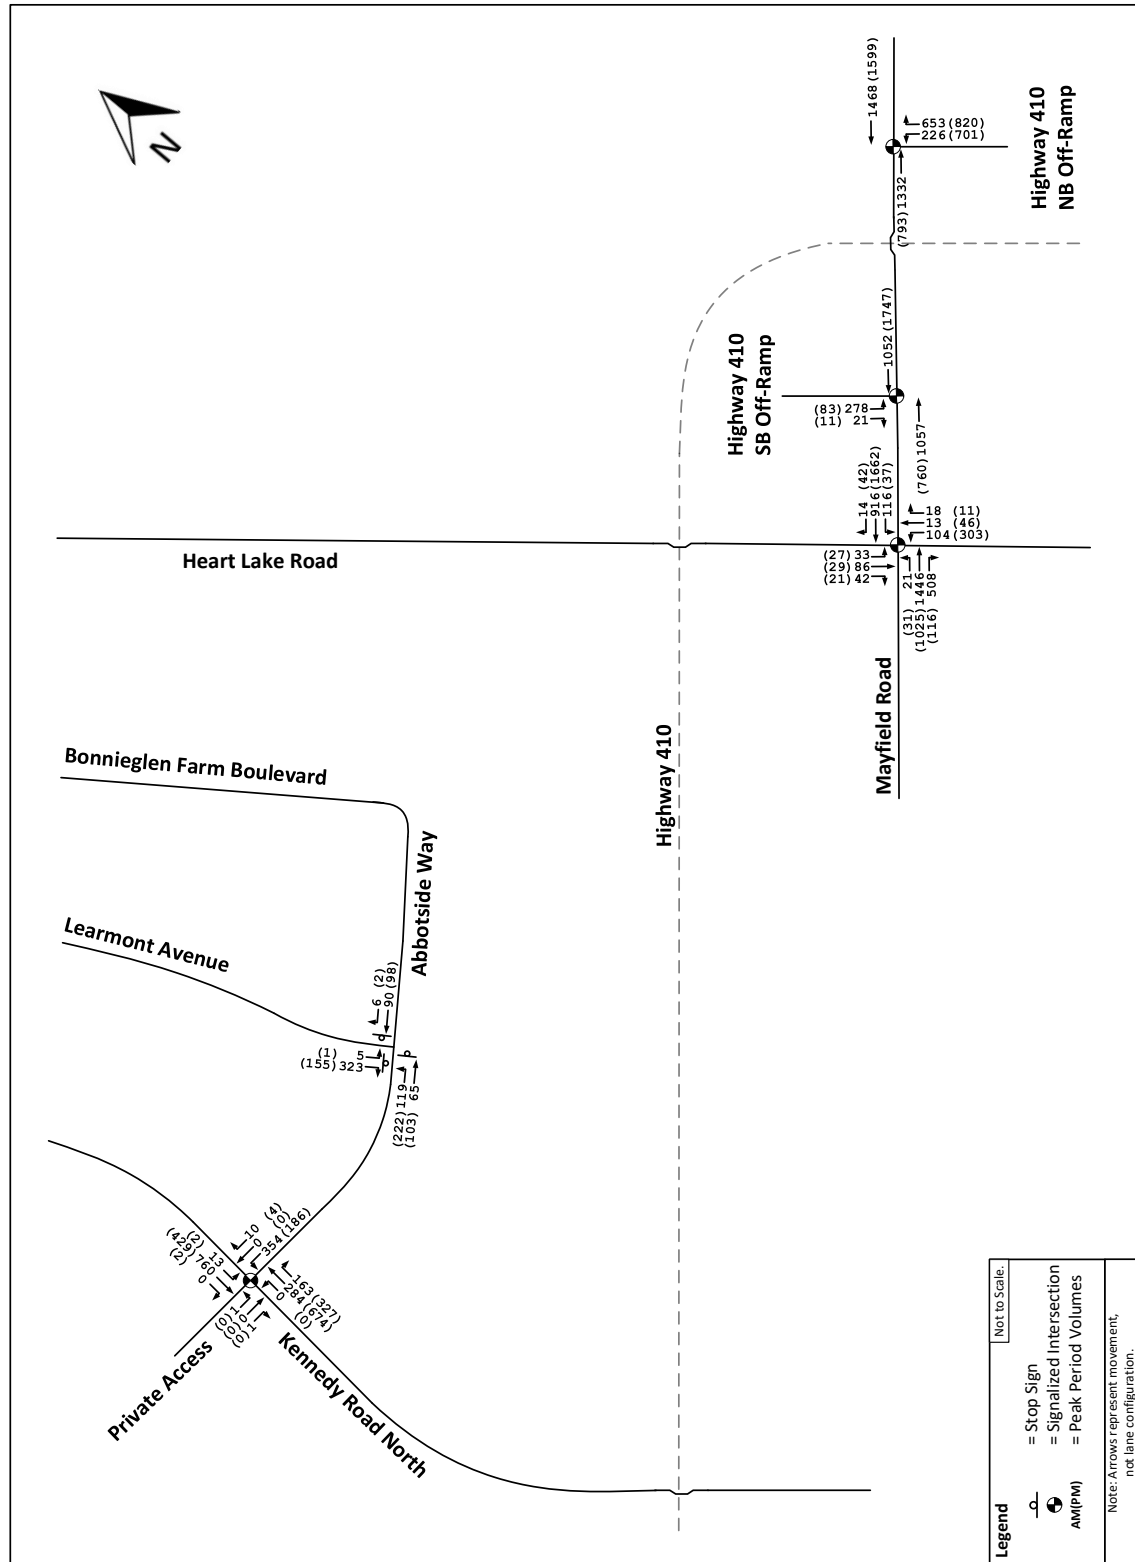 N
1468 (1599)
653 (820)
226 (701)
(793) 1332
Highway 410
NB Off-Ramp
1052 (1747)
Highway 410
SB Off-Ramp
(83) 278
(11) 21
(760) 1057
14 (42)
916 (1662)
116 (37)
18 (11)
13 (46)
104 (303)
Heart Lake Road
(27) 33
(29) 86
(21) 42
(31) 21
(1025) 1446
(116) 508
Mayfield Road
Highway 410
Bonnieglen Farm Boulevard
Abbotside Way
Learmont Avenue
6 (2)
90 (98)
(1) 5
(155) 323
(222) 119
(103) 65
10 (4)
0 (0)
354 (186)
(2) 13
(429) 760
(2) 0
163 (327)
284 (674)
0 (0)
(0) 1
(0) 0
(0) 1
Private Access
Kennedy Road North
Legend
Not to Scale.
= Stop Sign
= Signalized Intersection
AM(PM) = Peak Period Volumes
Note: Arrows represent movement,
not lane configuration.